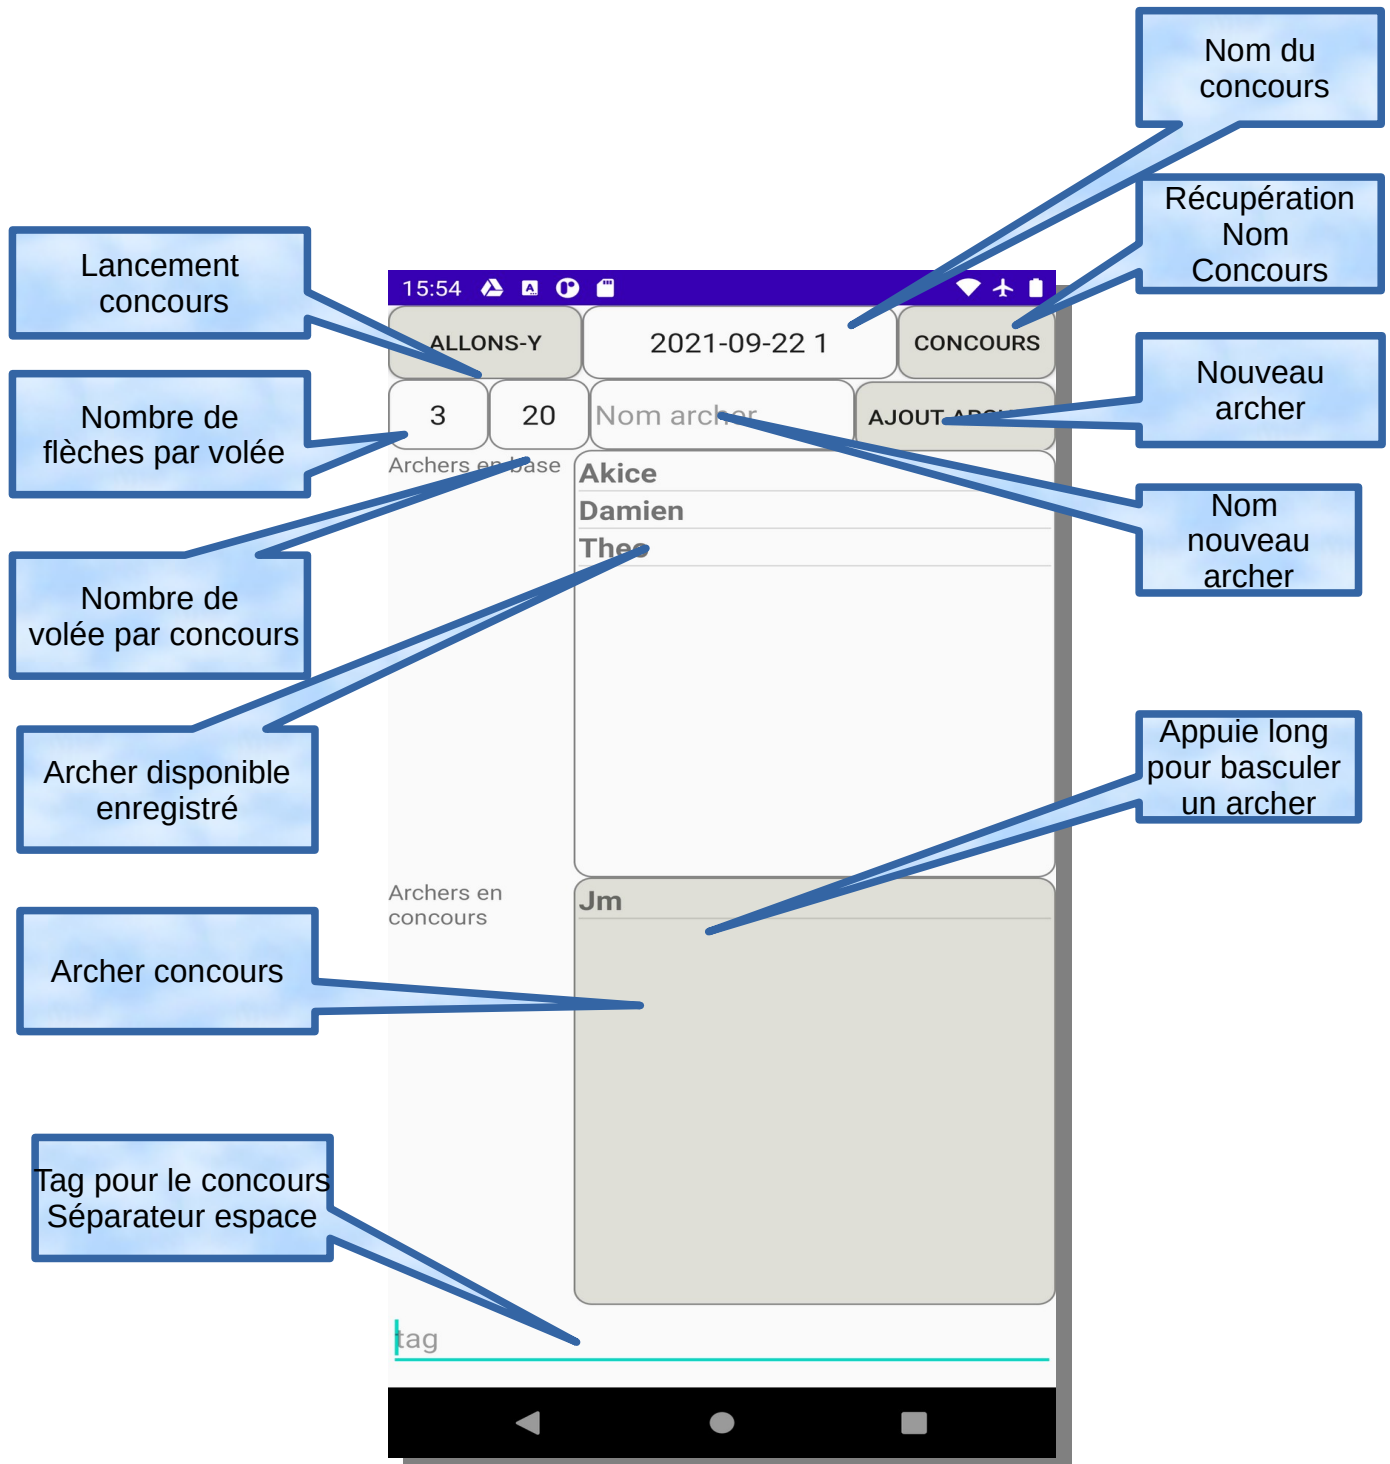 Nom du
concours
Récupération
Nom
Concours
Lancement
concours
15:54
ALLONS-Y
2021-09-22 1
CONCOURS
Nouveau
archer
Nombre de
flèches par volée
3
20
Nom archer
AJOUT
Archers en base
Akice
Damien
Theo
Nom
nouveau
archer
Nombre de
volée par concours
Archer disponible
enregistré
Appuie long
pour basculer
un archer
Archers en
concours
Jm
Archer concours
Tag pour le concours
Séparateur espace
tag